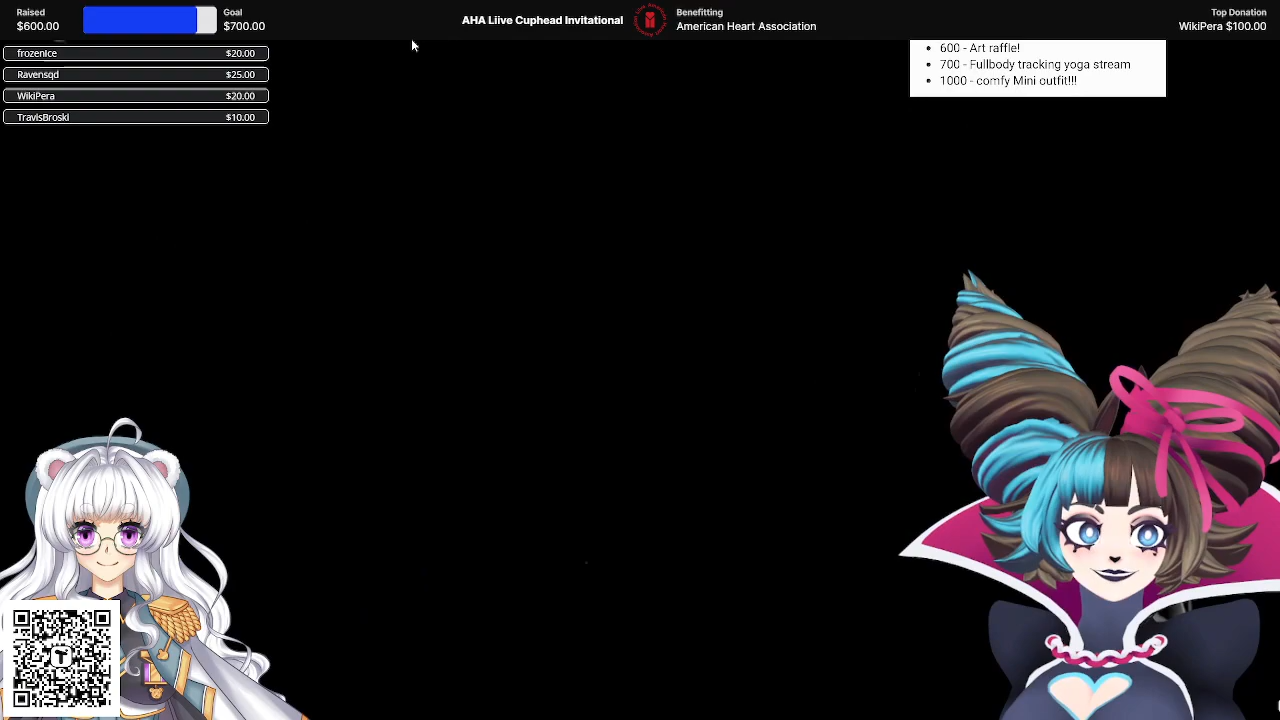 Raised
$600.00
Goal
$700.00
AHA Liive Cuphead Invitational
Benefitting
American Heart Association
Top Donation
WikiPera $100.00
frozenIce $20.00
Ravensqd $25.00
WikiPera $20.00
TravisBroski $10.00
600 - Art raffle!
700 - Fullbody tracking yoga stream
1000 - comfy Mini outfit!!!